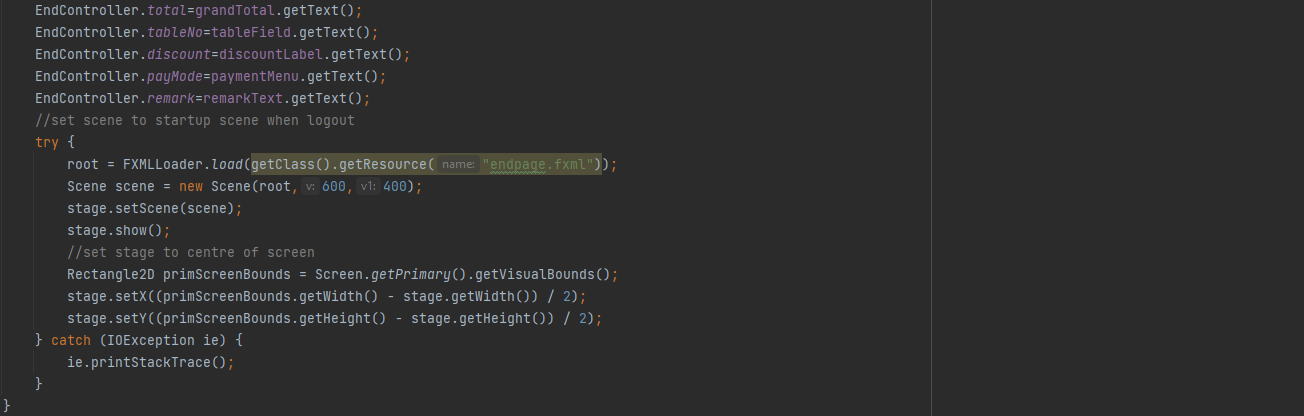 EndController.total=grandTotal.getText();
EndController.tableNo=tableField.getText();
EndController.discount=discountLabel.getText();
EndController.payMode=paymentMenu.getText();
EndController.remark=remarkText.getText();
//set scene to startup scene when logout
try {
root = FXMLLoader.load(getClass().getResource( name: "endpage.fxml"));
Scene scene = new Scene(root, v: 600, v1: 400);
stage.setScene(scene);
stage.show();
//set stage to centre of screen
Rectangle2D primScreenBounds = Screen.getPrimary().getVisualBounds();
stage.setX((primScreenBounds.getWidth() - stage.getWidth()) / 2);
stage.setY((primScreenBounds.getHeight() - stage.getHeight()) / 2);
} catch (IOException ie) {
ie.printStackTrace();
}
}